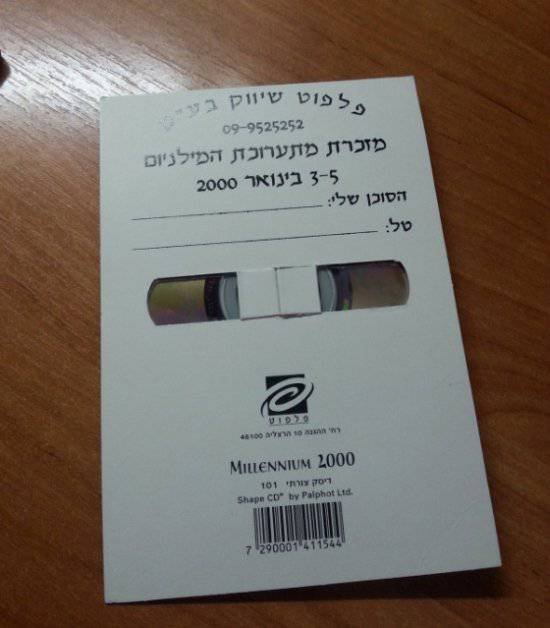 פלפוט שיווק בע"מ
09-9525252
מזכרת מתערוכת המילניום
3-5 בינואר 2000
הסוכן שלי:
טל:
פלפוט
רח' ההגנה 10 הרצליה 46100
MILLENNIUM 2000
דיסק צורתי 101
Shape CD® by Palphot Ltd.
7 290001 411544